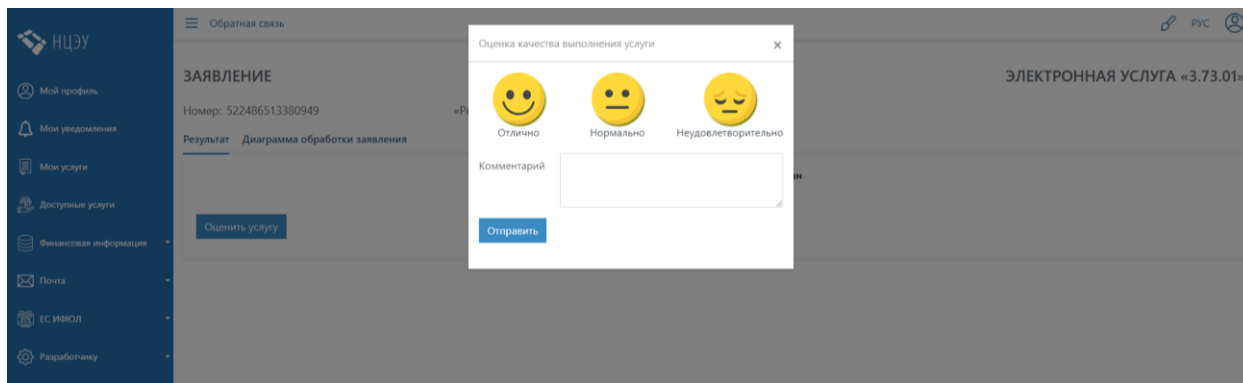 НЦЭУ
Мой профиль
Мои уведомления
Мои услуги
Доступные услуги
Финансовая информация
Почта
ЕС ИФЮЛ
Разработчику
Обратная связь
РУС
ЗАЯВЛЕНИЕ
ЭЛЕКТРОННАЯ УСЛУГА «3.73.01»
Номер: 522486513380949
Результат Диаграмма обработки заявления
Оценить услугу
Оценка качества выполнения услуги
×
Отлично Нормально Неудовлетворительно
Комментарий
Отправить